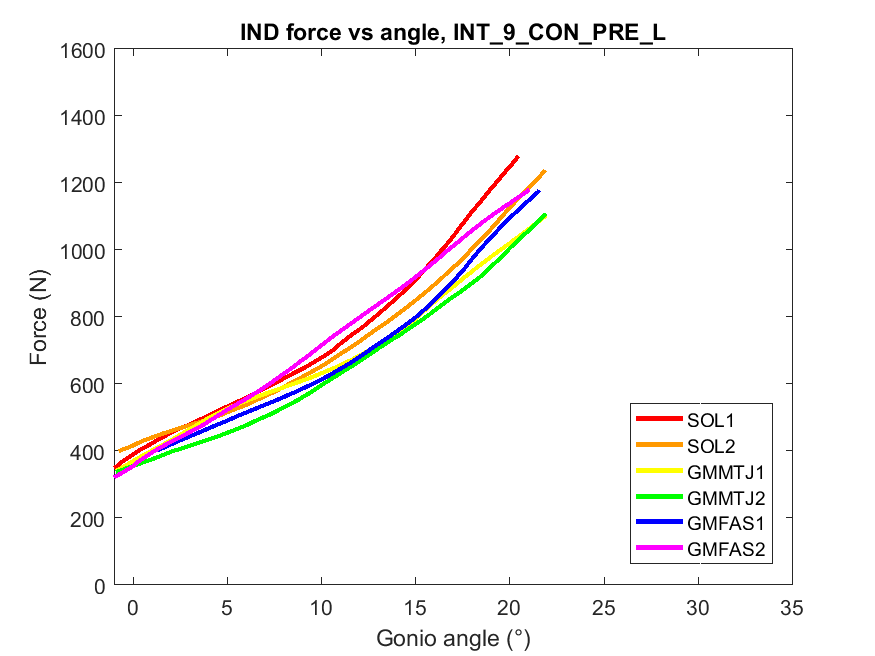 IND force vs angle, INT_9_CON_PRE_L
1600
1400
1200
1000
800
600
400
200
0
Force (N)
0 5 10 15 20 25 30 35
Gonio angle (°)
SOL1
SOL2
GMMTJ1
GMMTJ2
GMFAS1
GMFAS2